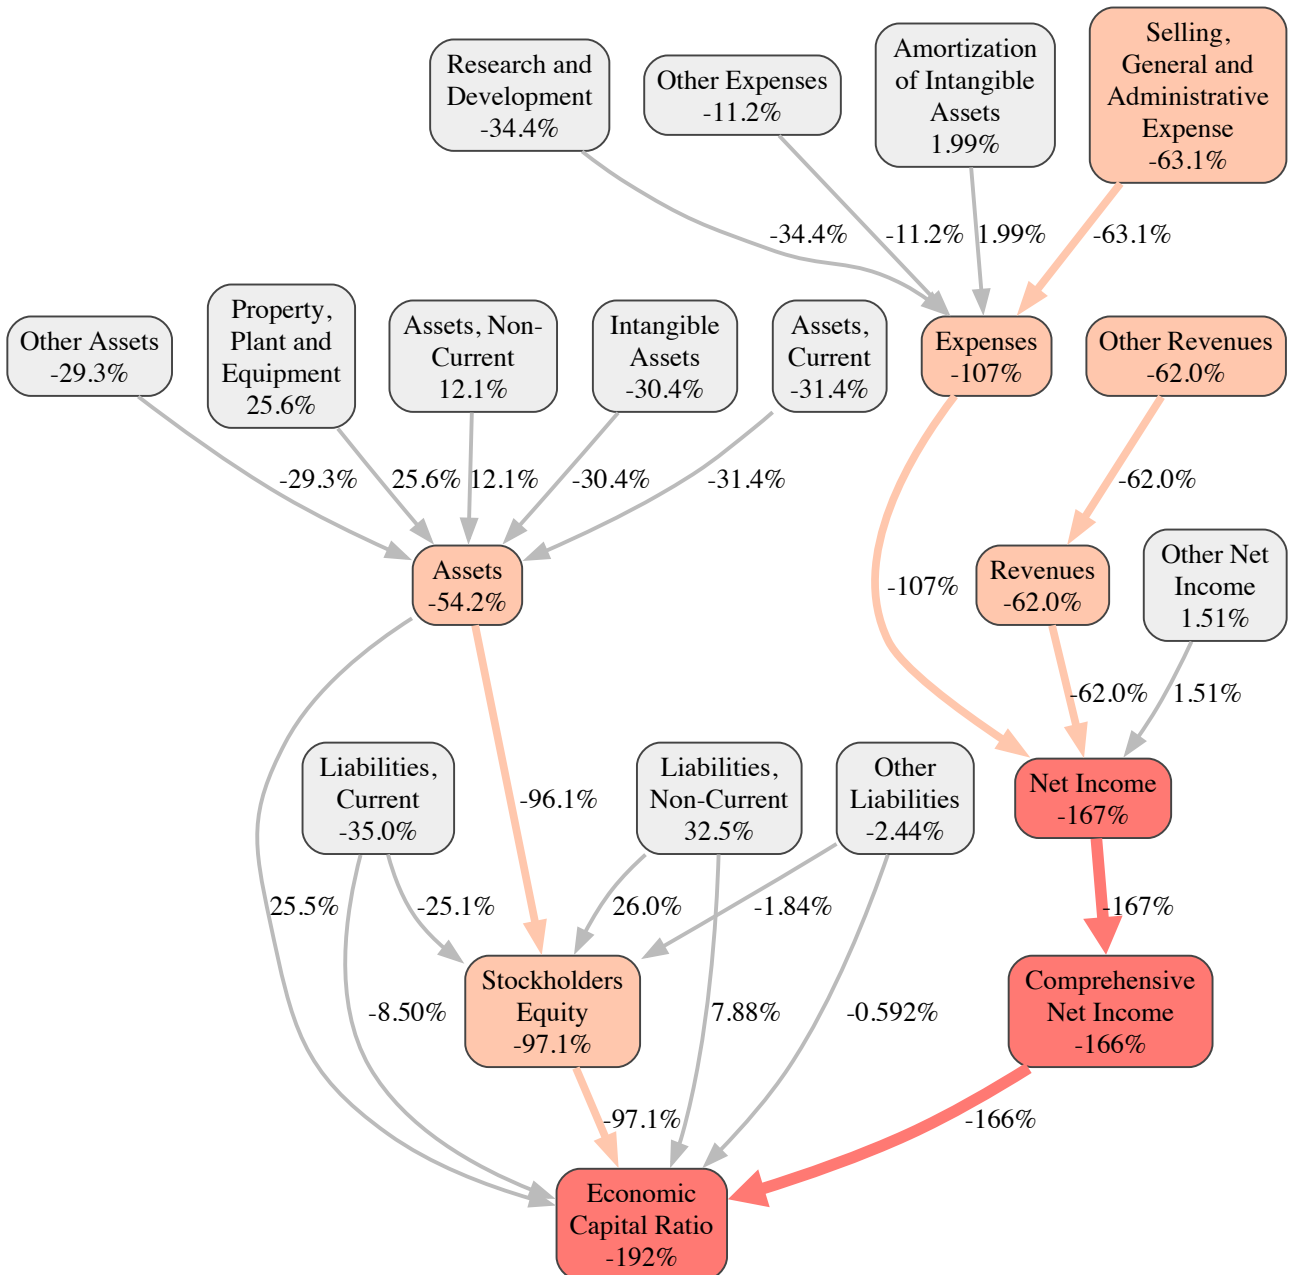 Research and
Development
-34.4%
Other Expenses
-11.2%
Amortization
of Intangible
Assets
1.99%
Selling,
General and
Administrative
Expense
-63.1%
-34.4%
-11.2%
1.99%
-63.1%
Other Assets
-29.3%
Property,
Plant and
Equipment
25.6%
Assets, Non-
Current
12.1%
Intangible
Assets
-30.4%
Assets,
Current
-31.4%
Expenses
-107%
Other Revenues
-62.0%
-29.3%
25.6%
12.1%
-30.4%
-31.4%
-62.0%
Assets
-54.2%
-107%
Revenues
-62.0%
Other Net
Income
1.51%
-62.0%
1.51%
Liabilities,
Current
-35.0%
-96.1%
Liabilities,
Non-Current
32.5%
Other
Liabilities
-2.44%
Net Income
-167%
25.5%
-25.1%
26.0%
-1.84%
-167%
-8.50%
Stockholders
Equity
-97.1%
7.88%
-0.592%
Comprehensive
Net Income
-166%
-97.1%
-166%
Economic
Capital Ratio
-192%